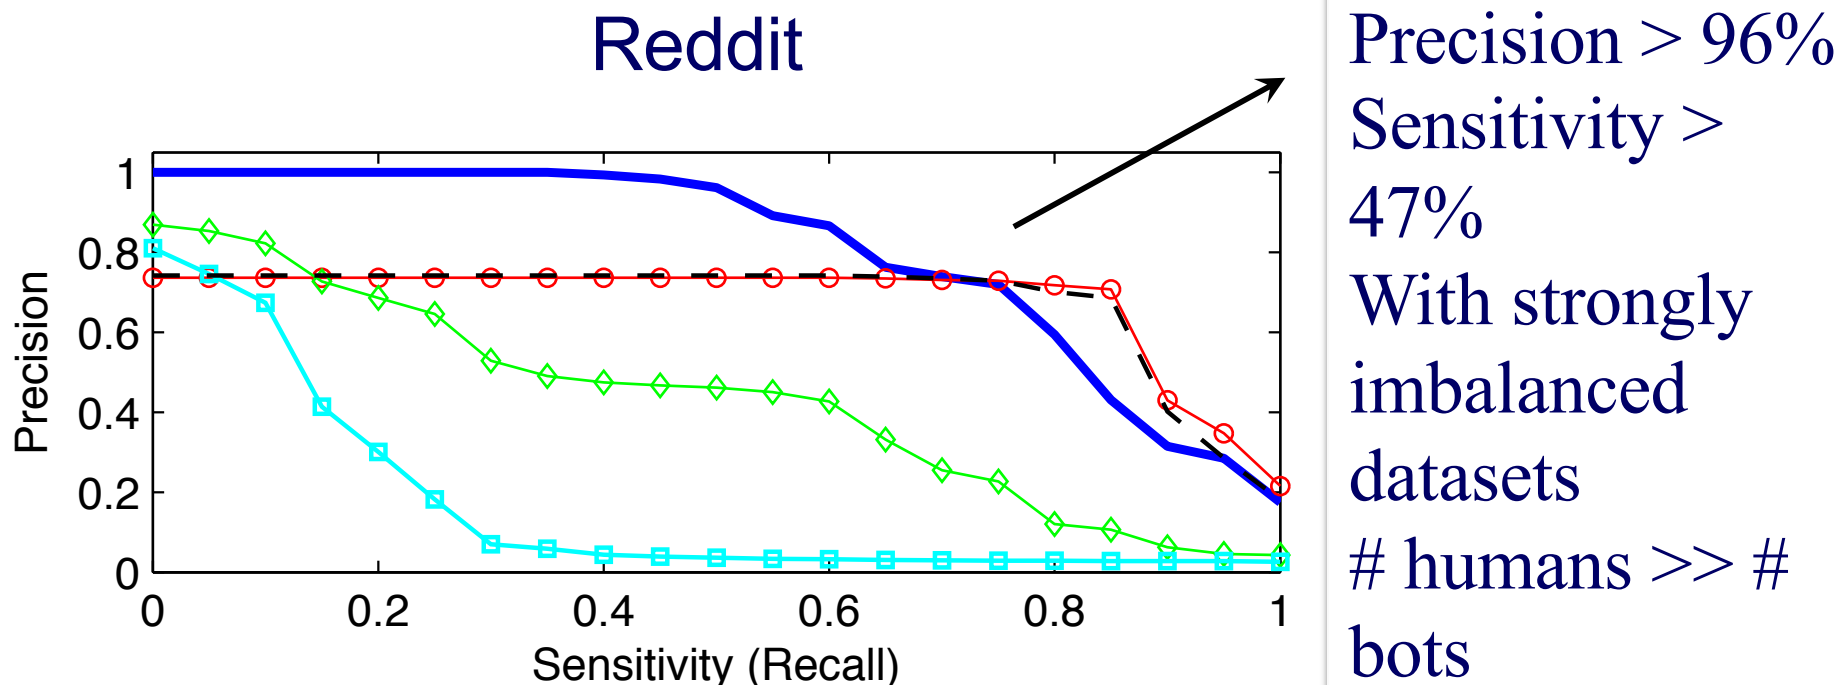 Reddit
1
0.8
0.6
0.4
0.2
0
Precision
0 0.2 0.4 0.6 0.8 1
Sensitivity (Recall)
Precision > 96%
Sensitivity >
47%
With strongly
imbalanced
datasets
# humans >> #
bots